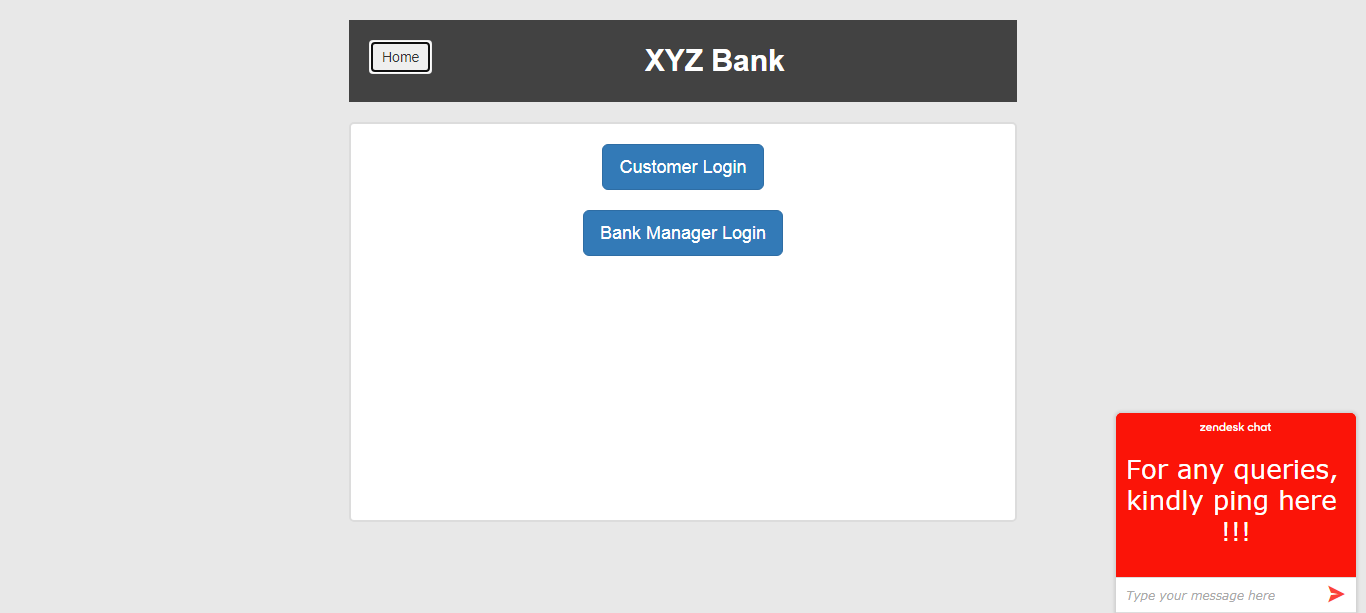 Home
XYZ Bank
Customer Login
Bank Manager Login
zendesk chat
For any queries,
kindly ping here
!!!
Type your message here